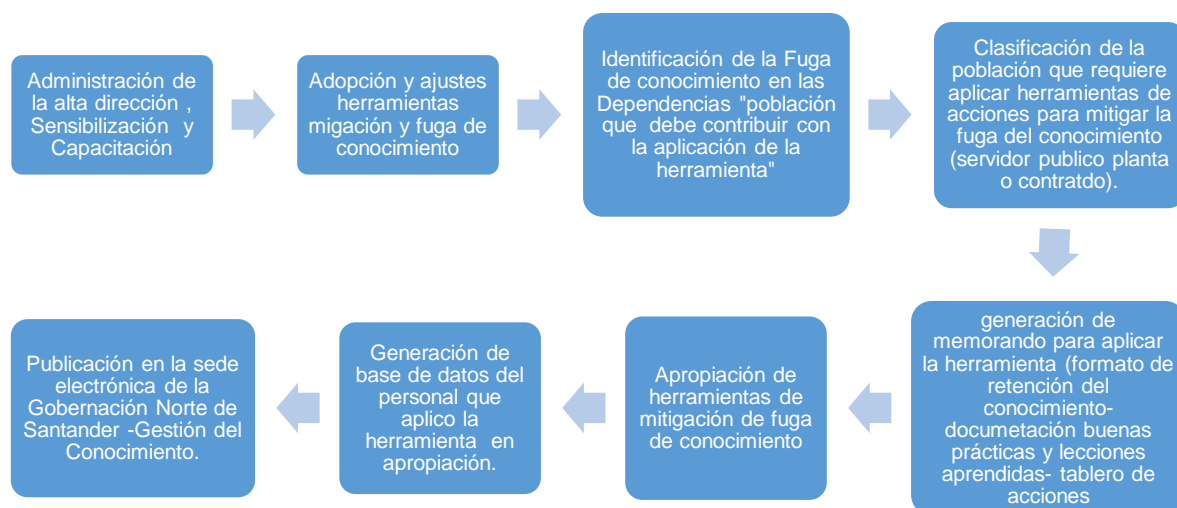 Administración de
la alta dirección ,
Sensibilización y
Capacitación
Adopción y ajustes
herramientas
migación y fuga de
conocimiento
Identificación de la Fuga
de conocimiento en las
Dependencias "población
que debe contribuir con
la aplicación de la
herramienta"
Clasificación de la
población que requiere
aplicar herramientas de
acciones para mitigar la
fuga del conocimiento
(servidor publico planta
o contratdo).
generación de
memorando para aplicar
la herramienta (formato de
retención del
conocimiento-
documetación buenas
prácticas y lecciones
aprendidas- tablero de
acciones
Apropiación de
herramientas de
mitigación de fuga
de conocimiento
Generación de
base de datos del
personal que
aplico la
herramienta en
apropiación.
Publicación en la sede
electrónica de la
Gobernación Norte de
Santander -Gestión del
Conocimiento.